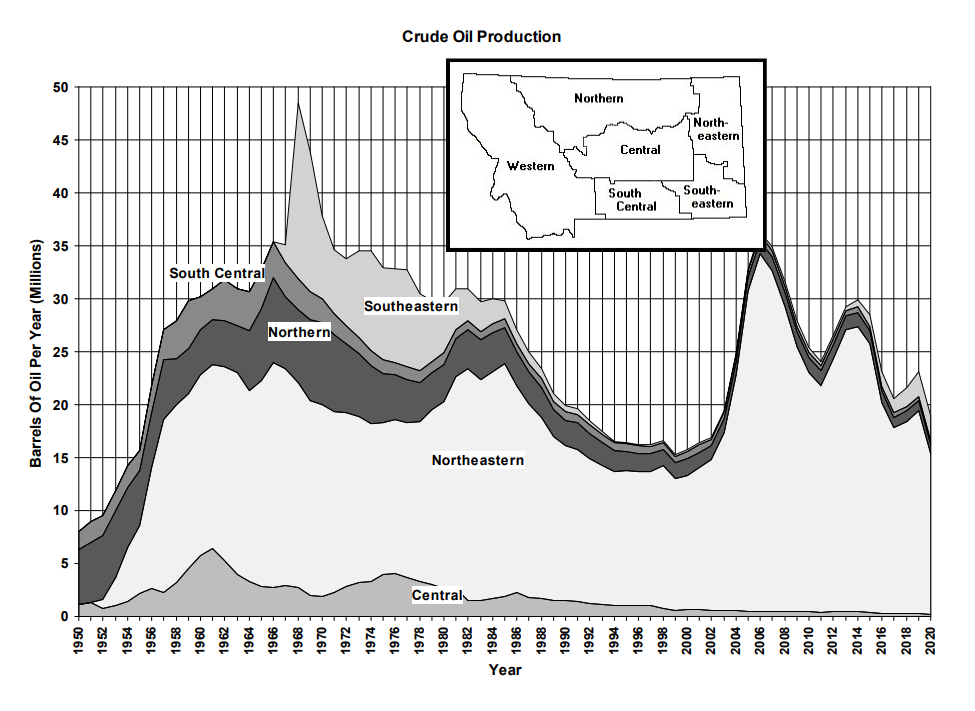 Crude Oil Production
50
45
40
35
30
25
20
15
10
5
0
Barrels Of Oil Per Year (Millions)
Northern
North-
eastern
Central
Western
South
Central
South-
eastern
South Central
Southeastern
Northern
Northeastern
Central
1950
1952
1954
1956
1958
1960
1962
1964
1966
1968
1970
1972
1974
1976
1978
1980
1982
1984
1986
1988
1990
1992
1994
1996
1998
2000
2002
2004
2006
2008
2010
2012
2014
2016
2018
2020
Year